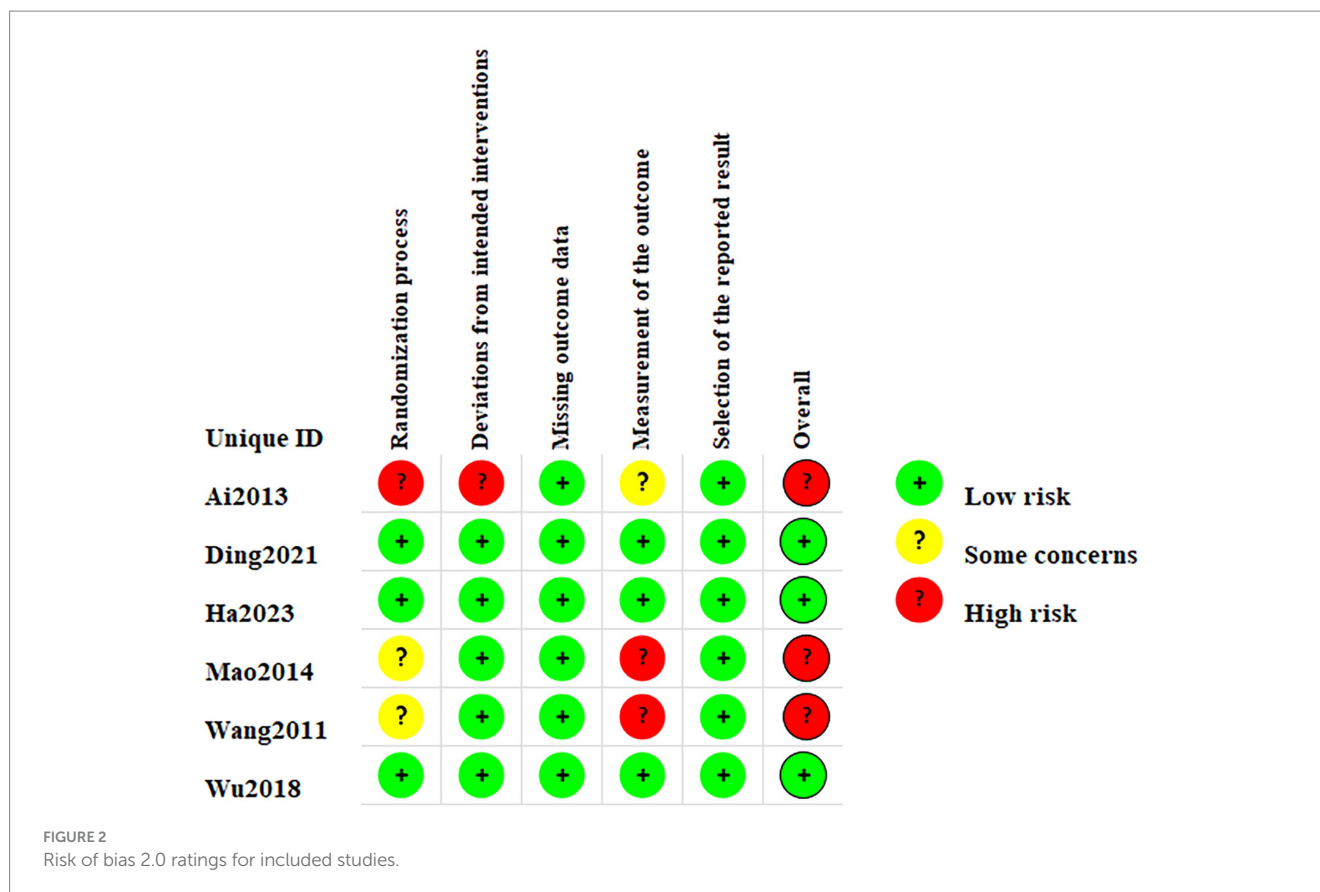 Randomization process
Deviations from intended interventions
Missing outcome data
Measurement of the outcome
Selection of the reported result
Overall
Unique ID
Ai2013 ? ? + ? + ?
+ Low risk
Ding2021 + + + + + +
? Some concerns
Ha2023 + + + + + +
? High risk
Mao2014 ? + + ? + ?
Wang2011 ? + + ? + ?
Wu2018 + + + + + +
FIGURE 2
Risk of bias 2.0 ratings for included studies.